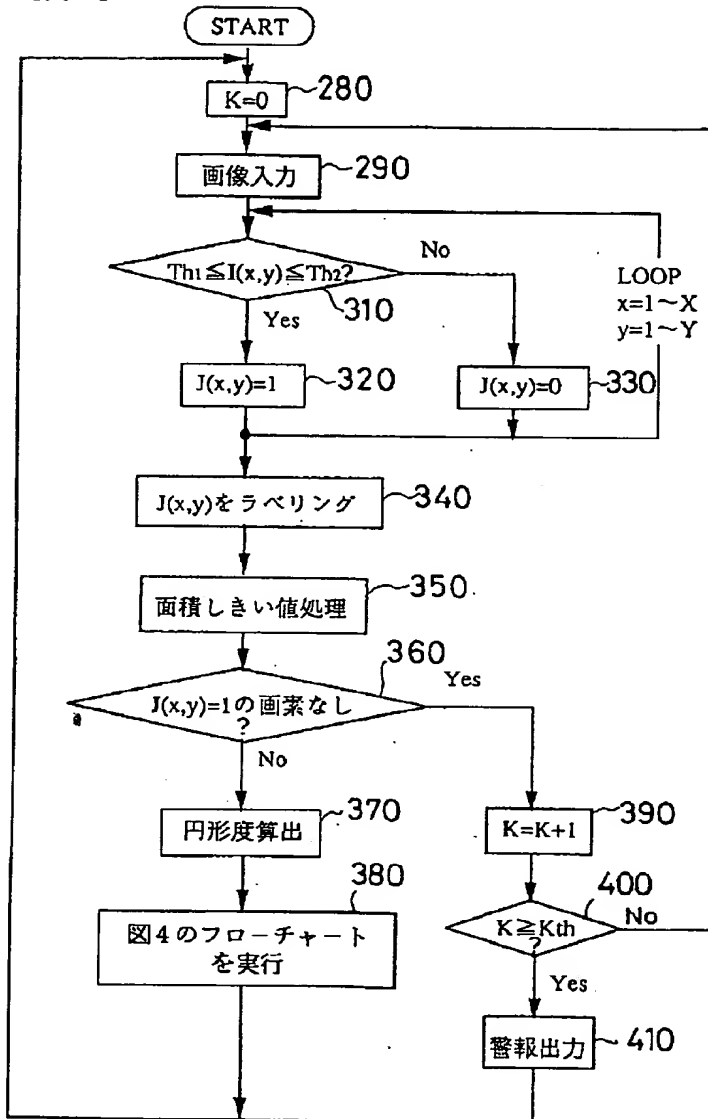 START
K=0
280
画像入力
290
Th1≦I(x,y)≦Th2?
310
No
Yes
LOOP
x=1~X
y=1~Y
J(x,y)=1
320
J(x,y)=0
330
J(x,y)をラベリング
340
面積しきい値処理
350
360
J(x,y)=1の画素なし
?
Yes
No
円形度算出
370
K=K+1
390
380
図4のフローチャート
を実行
400
K≧Kth
?
No
Yes
警報出力
410